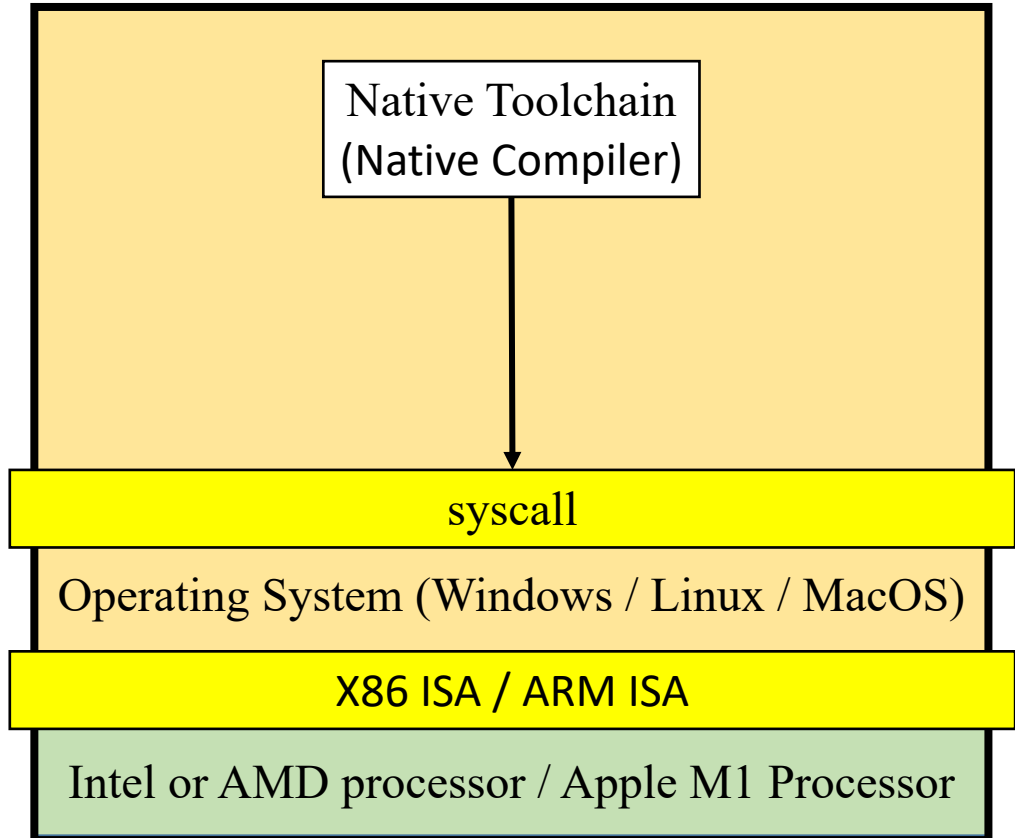 Native Toolchain
(Native Compiler)
syscall
Operating System (Windows / Linux / MacOS)
X86 ISA / ARM ISA
Intel or AMD processor / Apple M1 Processor